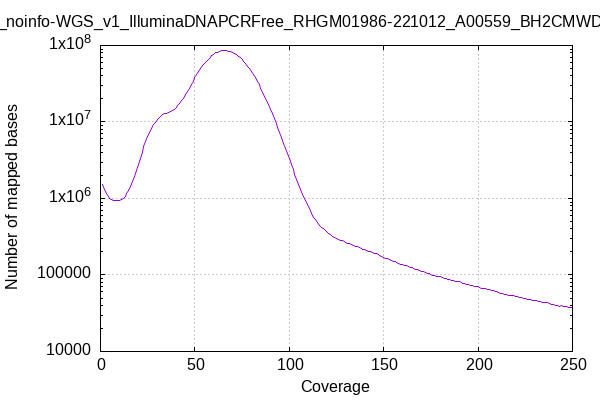 _noinfo-WGS_v1_IlluminaDNAPCRFree_RHGM01986-221012_A00559_BH2CMWD
1x10^8
1x10^7
1x10^6
100000
10000
Number of mapped bases
0 50 100 150 200 250
Coverage